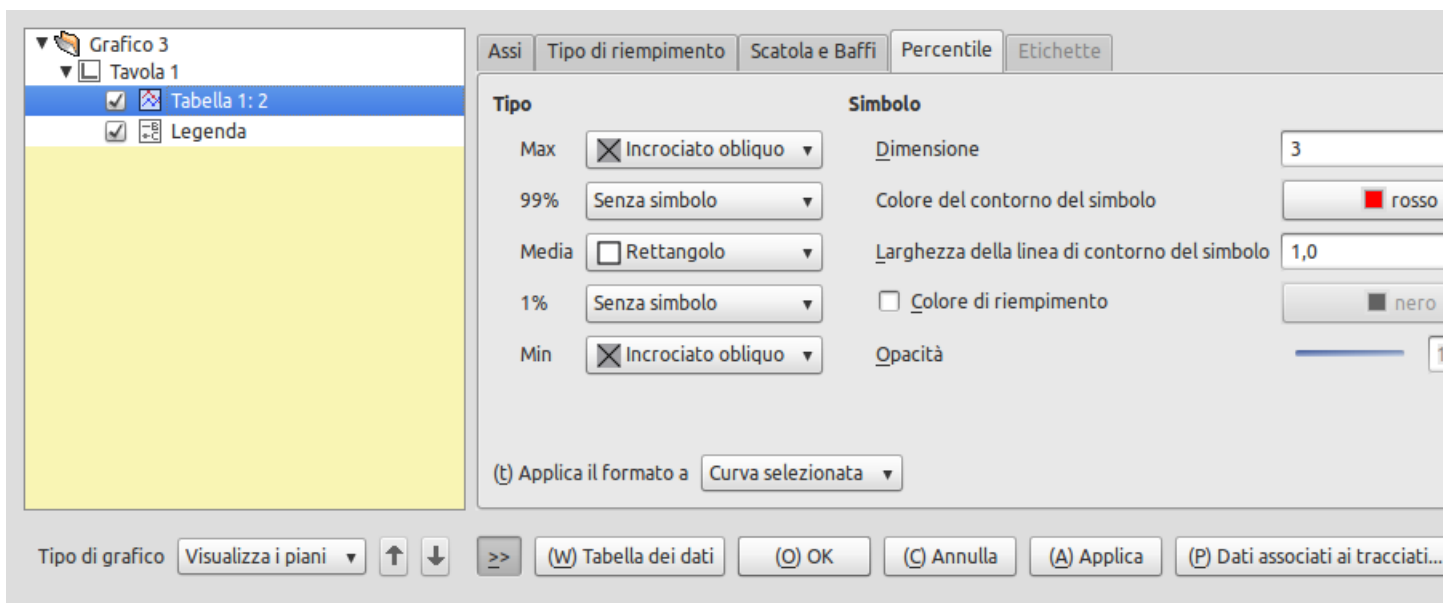 Grafico 3
Tavola 1
Tabella 1: 2
Legenda
Assi Tipo di riempimento Scatola e Baffi Percentile Etichette
Tipo Simbolo
Max Incrociato obliquo Dimensione 3
99% Senza simbolo Colore del contorno del simbolo rosso
Media Rettangolo Larghezza della linea di contorno del simbolo 1,0
1% Senza simbolo Colore di riempimento nero
Min Incrociato obliquo Opacità
(t) Applica il formato a Curva selezionata
Tipo di grafico Visualizza i piani >> (W) Tabella dei dati (O) OK (C) Annulla (A) Applica (P) Dati associati ai tracciati...